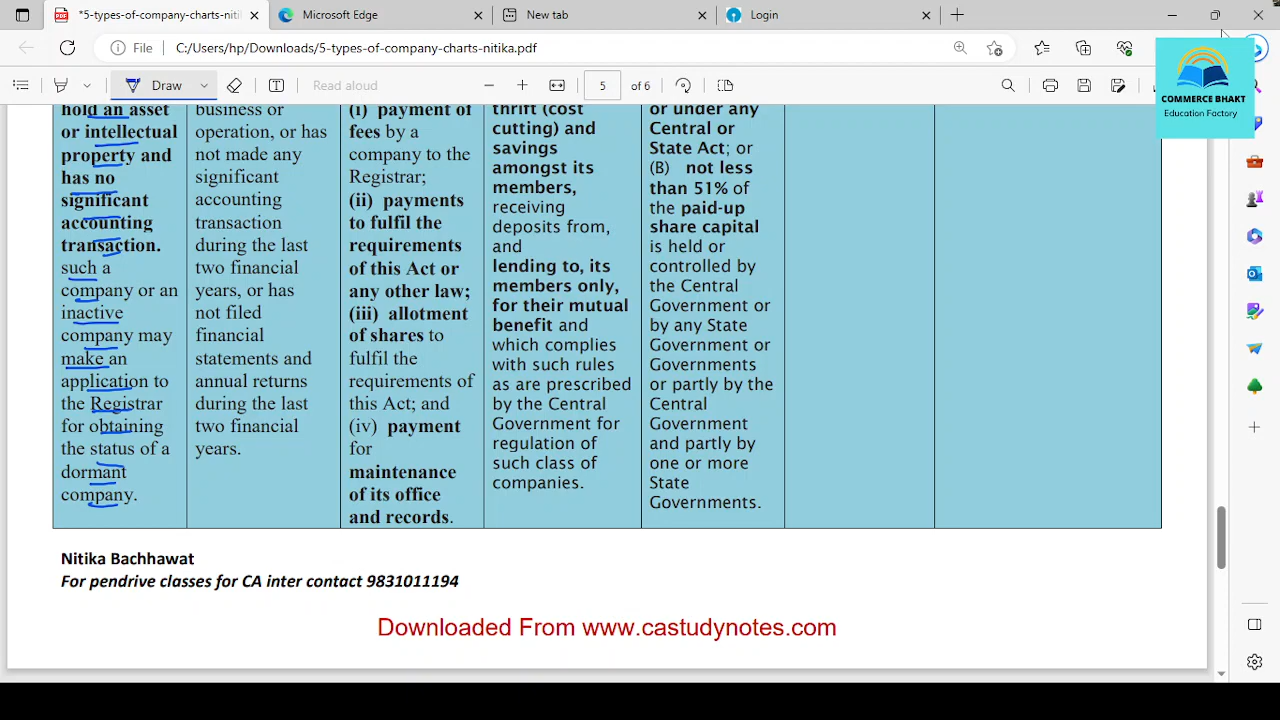 *5-types-of-company-charts-niti
Microsoft Edge
New tab
Login
File
C:/Users/hp/Downloads/5-types-of-company-charts-nitika.pdf
Draw
Read aloud
5
of 6
COMMERCE BHAKT
Education Factory
hold an asset
or intellectual
property and
has no
significant
accounting
transaction.
such a
company or an
inactive
company may
make an
application to
the Registrar
for obtaining
the status of a
dormant
company.
business or
operation, or has
not made any
significant
accounting
transaction
during the last
two financial
years, or has
not filed
financial
statements and
annual returns
during the last
two financial
years.
(i) payment of
fees by a
company to the
Registrar;
(ii) payments
to fulfil the
requirements
of this Act or
any other law;
(iii) allotment
of shares to
fulfil the
requirements of
this Act; and
(iv) payment
for
maintenance
of its office
and records.
thrift (cost
cutting) and
savings
amongst its
members,
receiving
deposits from,
and
lending to, its
members only,
for their mutual
benefit and
which complies
with such rules
as are prescribed
by the Central
Government for
regulation of
such class of
companies.
or under any
Central or
State Act; or
(B) not less
than 51% of
the paid-up
share capital
is held or
controlled by
the Central
Government or
by any State
Government or
Governments
or partly by the
Central
Government
and partly by
one or more
State
Governments.
Nitika Bachhawat
For pendrive classes for CA inter contact 9831011194
Downloaded From www.castudynotes.com